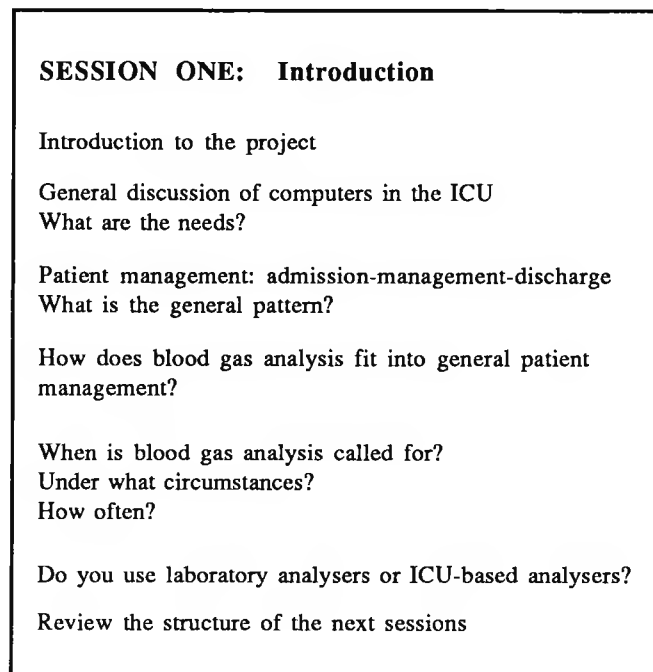 SESSION ONE: Introduction
Introduction to the project
General discussion of computers in the ICU
What are the needs?
Patient management: admission-management-discharge
What is the general pattern?
How does blood gas analysis fit into general patient
management?
When is blood gas analysis called for?
Under what circumstances?
How often?
Do you use laboratory analysers or ICU-based analysers?
Review the structure of the next sessions